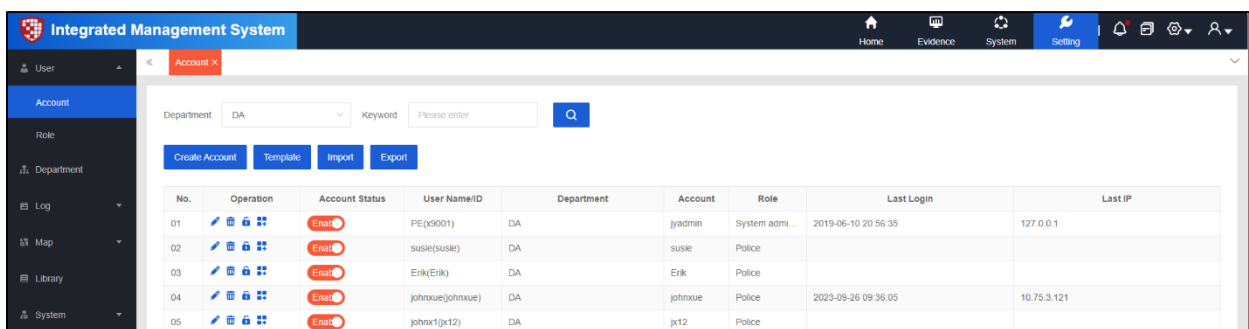 Integrated Management System
Home Evidence System Setting
User
Account
Account
Department DA Keyword Please enter
Role
Create Account Template Import Export
Department
No. Operation Account Status User Name/ID Department Account Role Last Login Last IP
Log
01 Enab PE(x9001) DA jyadmin System admi... 2019-06-10 20:56:35 127.0.0.1
02 Enab susie(susie) DA susie Police
Map
03 Enab Erik(Erik) DA Erik Police
Library
04 Enab johnxue(johnxue) DA johnxue Police 2023-09-26 09:36:05 10.75.3.121
System
05 Enab johnx1(jx12) DA jx12 Police